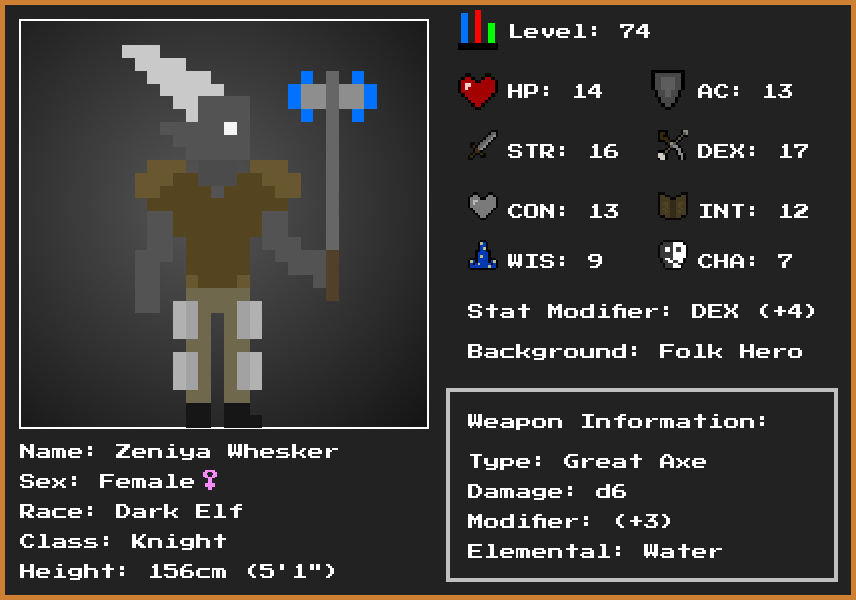 Level: 74
HP: 14
AC: 13
STR: 16
DEX: 17
CON: 13
INT: 12
WIS: 9
CHA: 7
Stat Modifier: DEX (+4)
Background: Folk Hero
Name: Zeniya Whesker
Sex: Female♀
Race: Dark Elf
Class: Knight
Height: 156cm (5'1")
Weapon Information:
Type: Great Axe
Damage: d6
Modifier: (+3)
Elemental: Water